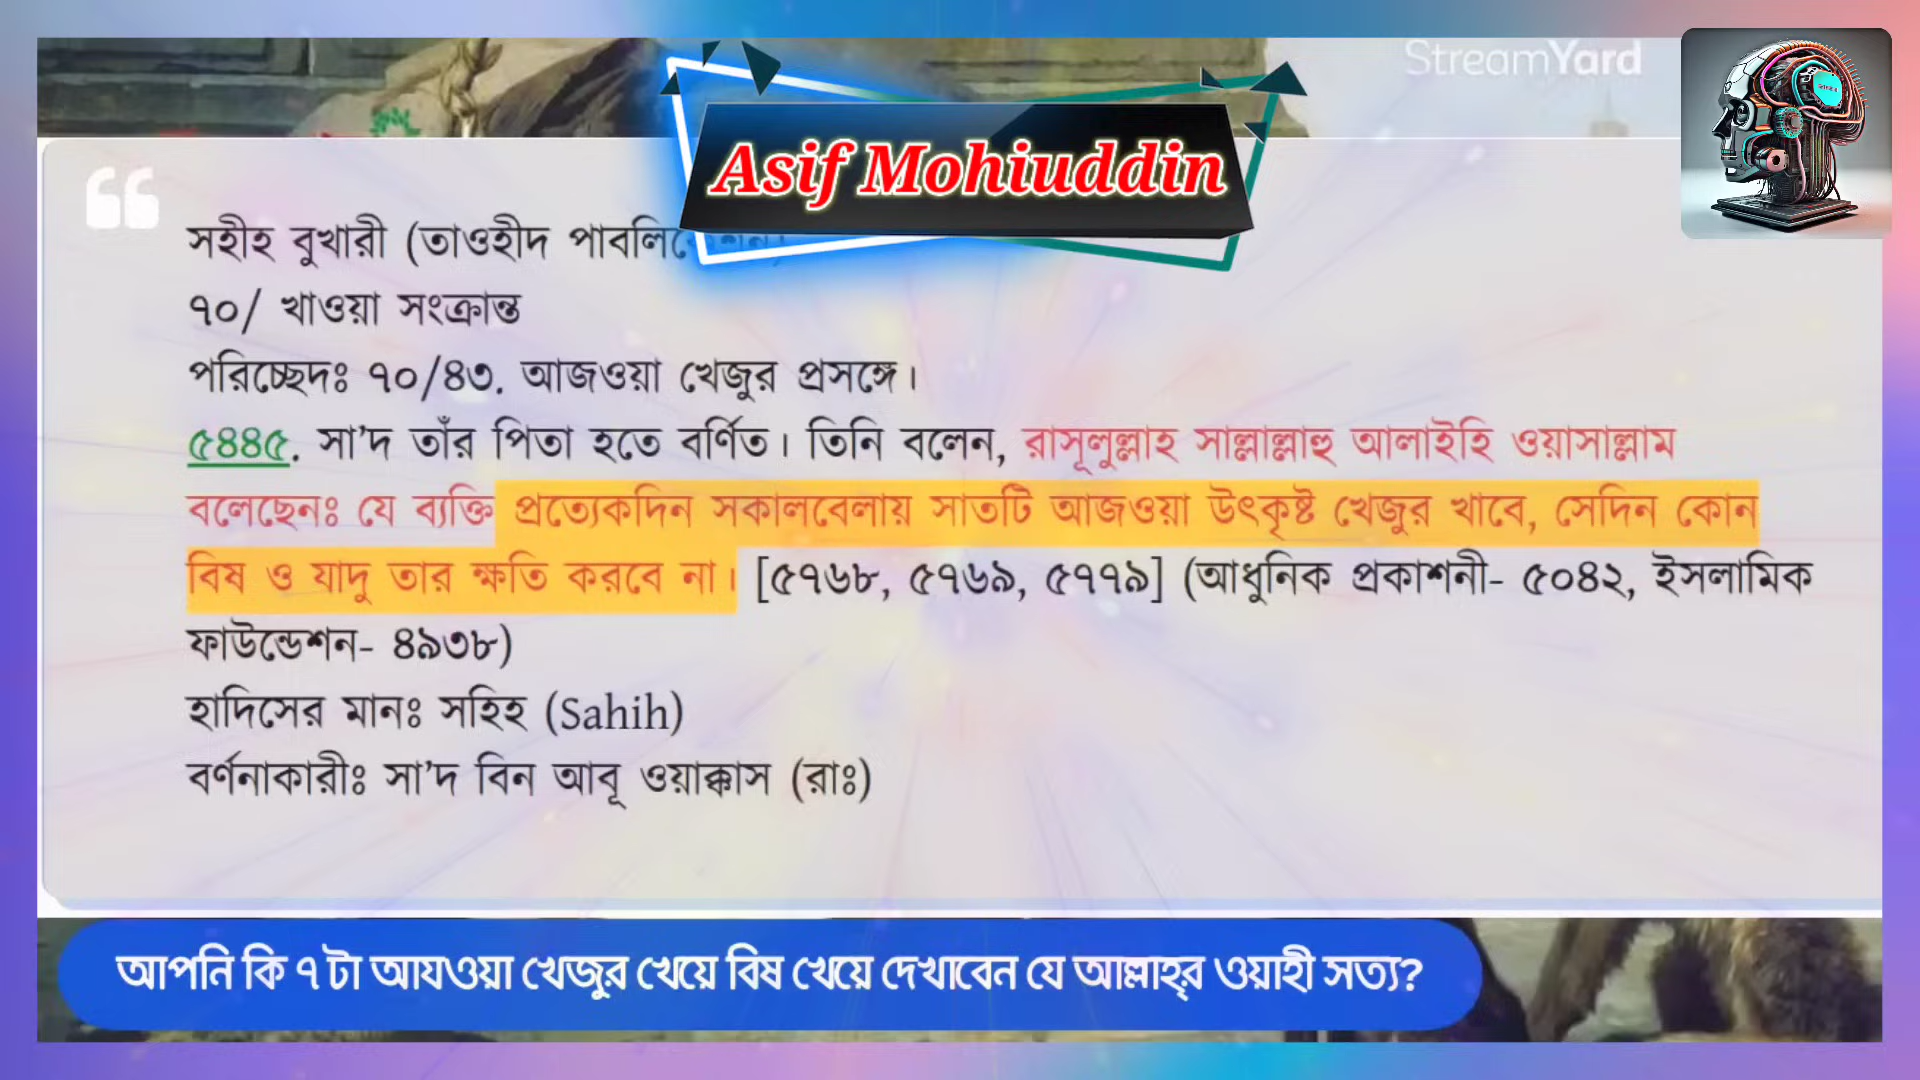 StreamYard
Asif Mohiuddin
সহীহ বুখারী (তাওহীদ
৭০/ খাওয়া সংক্রান্ত
পরিচ্ছেদঃ ৭০/৪৩. আজওয়া খেজুর প্রসঙ্গে।
৫৪৪৫. সা’দ তাঁর পিতা হতে বর্ণিত। তিনি বলেন, রাসূলুল্লাহ সাল্লাল্লাহু আলাইহি ওয়াসাল্লাম
বলেছেনঃ যে ব্যক্তি প্রত্যেকদিন সকালবেলায় সাতটি আজওয়া উৎকৃষ্ট খেজুর খাবে, সেদিন কোন
বিষ ও যাদু তার ক্ষতি করবে না। [৫৭৬৮, ৫৭৬৯, ৫৭৭৯] (আধুনিক প্রকাশনী- ৫০৪২, ইসলামিক
ফাউন্ডেশন- ৪৯৩৮)
হাদিসের মানঃ সহিহ (Sahih)
বর্ণনাকারীঃ সা’দ বিন আবূ ওয়াক্কাস (রাঃ)
আপনি কি ৭ টা আযওয়া খেজুর খেয়ে বিষ খেয়ে দেখাবেন যে আল্লাহ্‌র ওয়াহী সত্য?